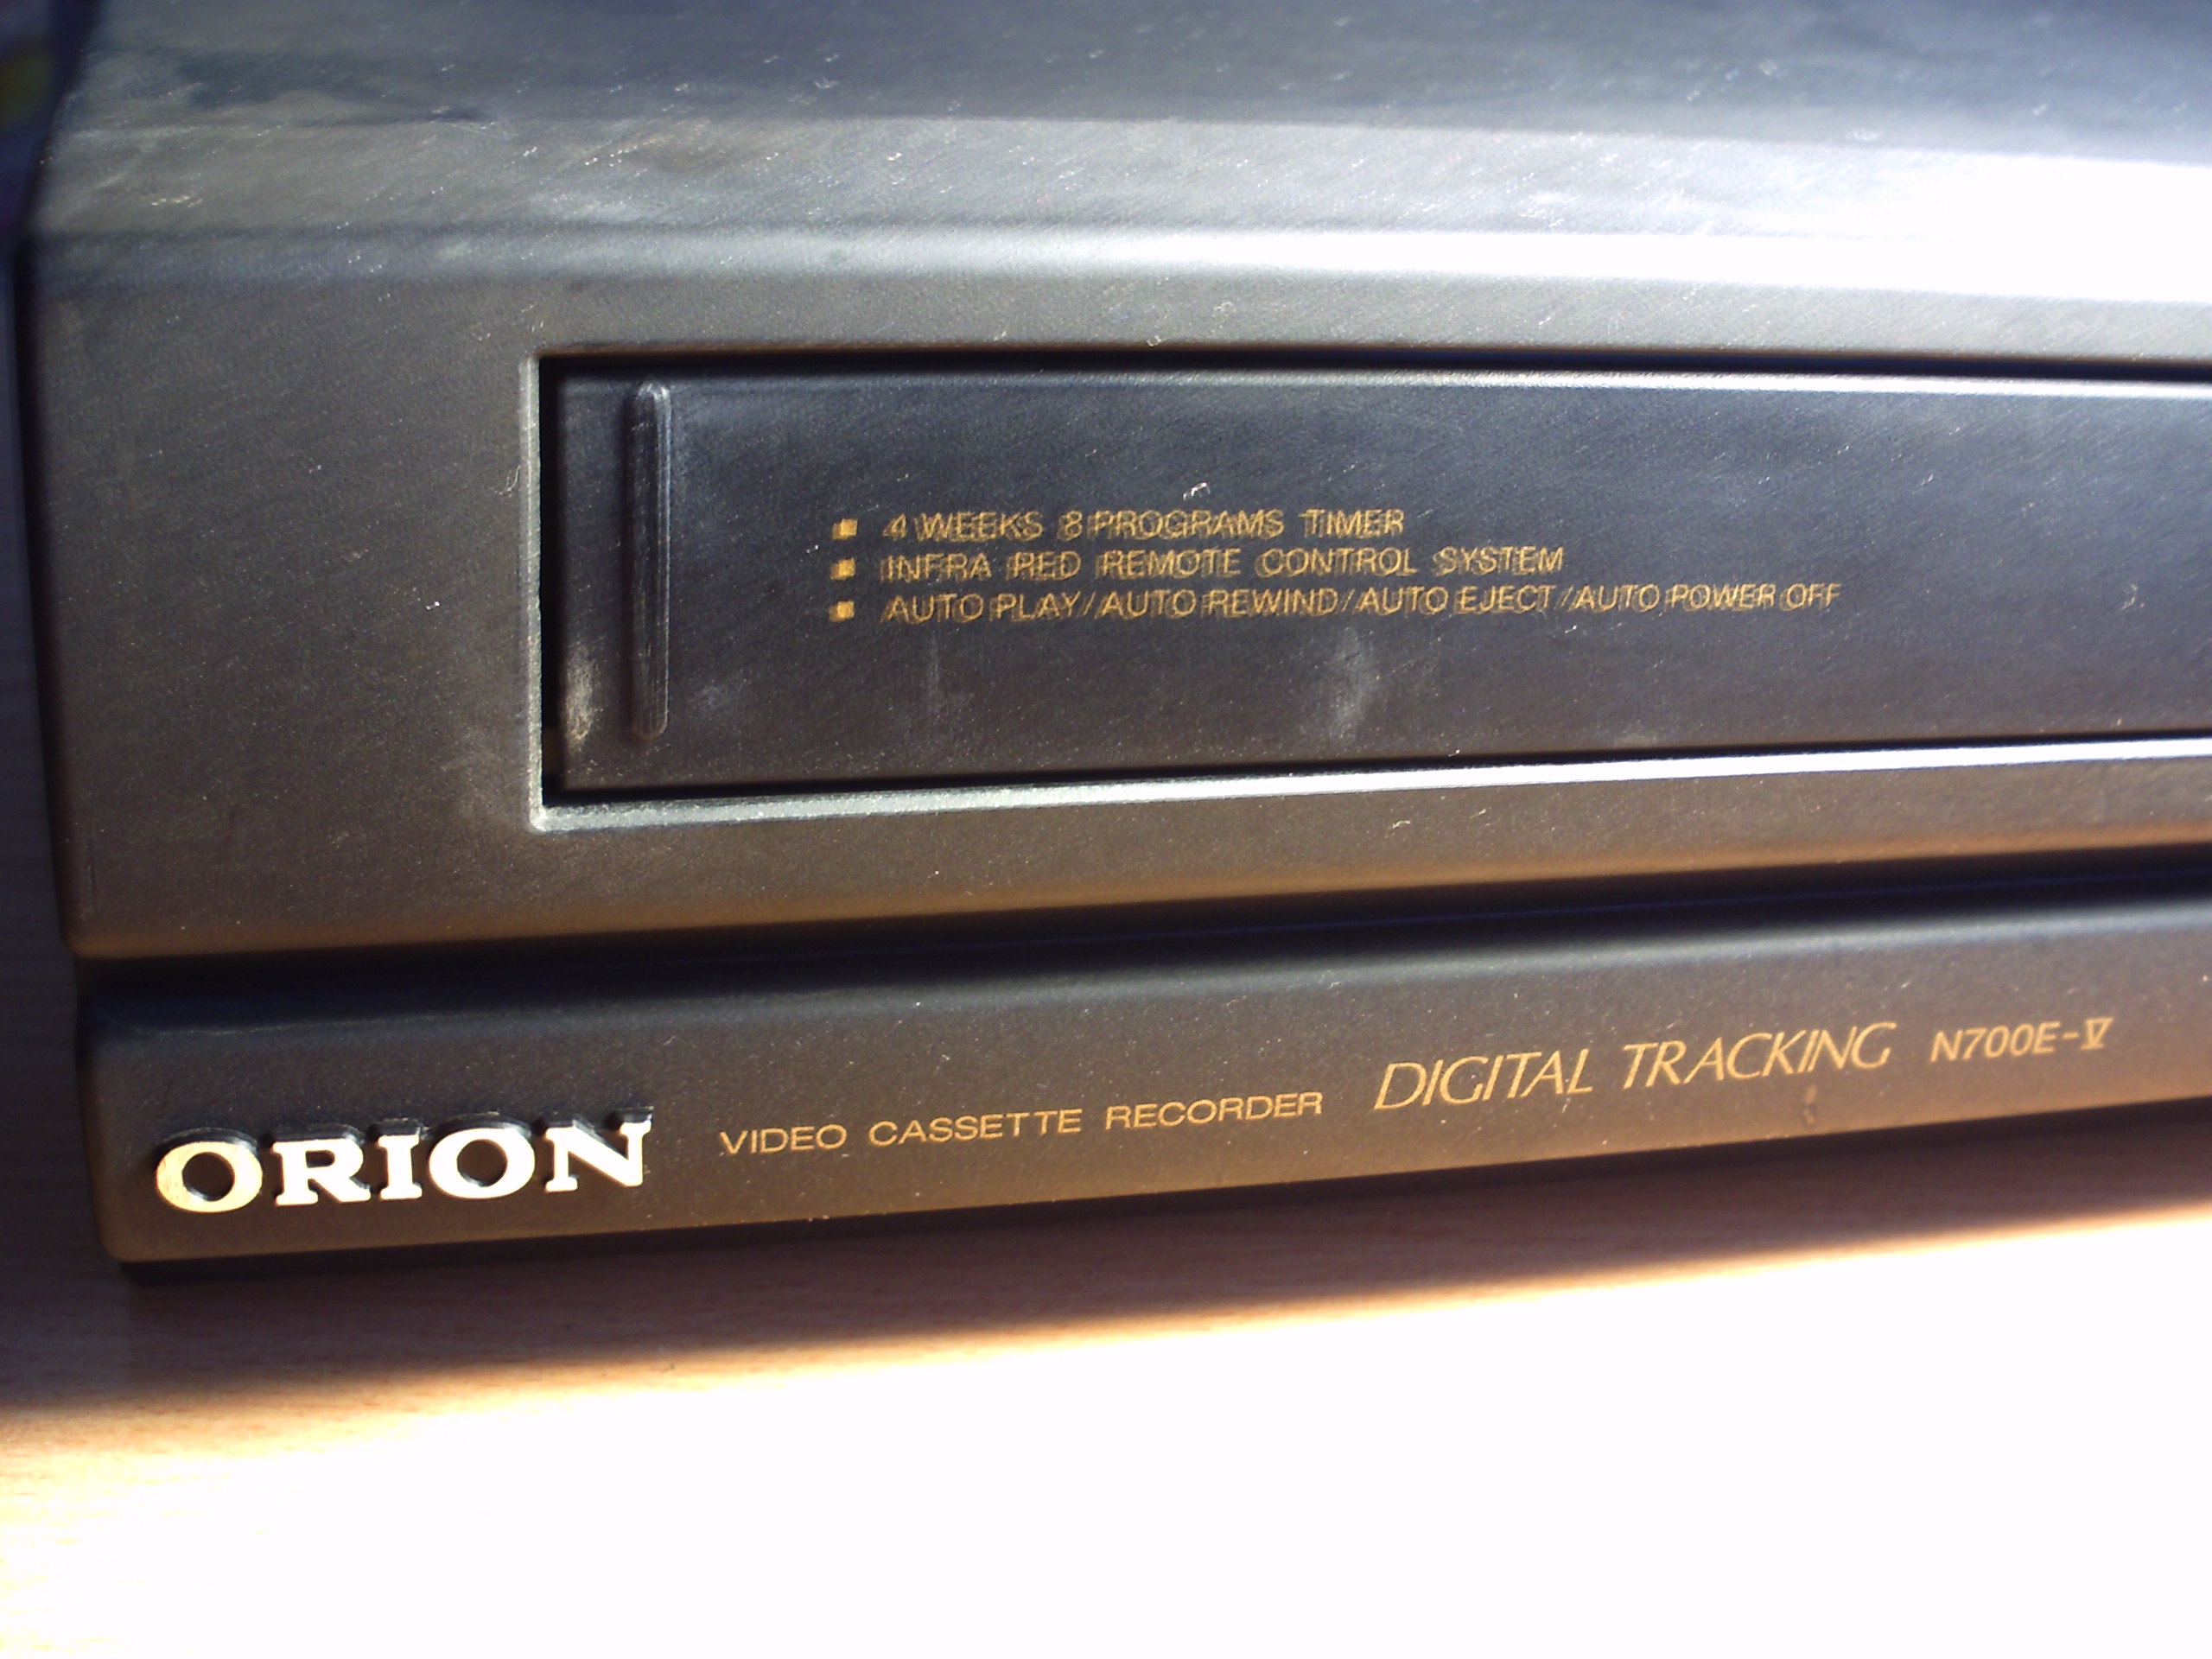 4 WEEKS 8 PROGRAMS TIMER
INFRA RED REMOTE CONTROL SYSTEM
AUTO PLAY/AUTO REWIND/AUTO EJECT/AUTO POWER OFF
ORION VIDEO CASSETTE RECORDER DIGITAL TRACKING N700E-V